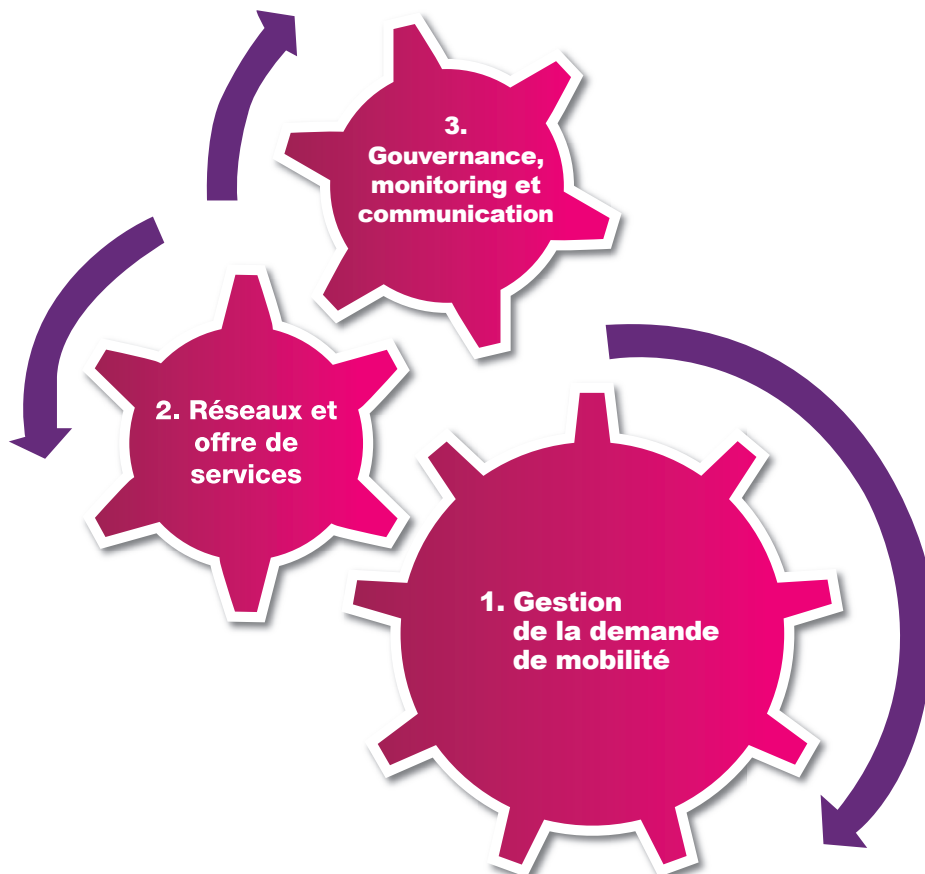 3.
Gouvernance,
monitoring et
communication
2. Réseaux et
offre de
services
1. Gestion
de la demande
de mobilité